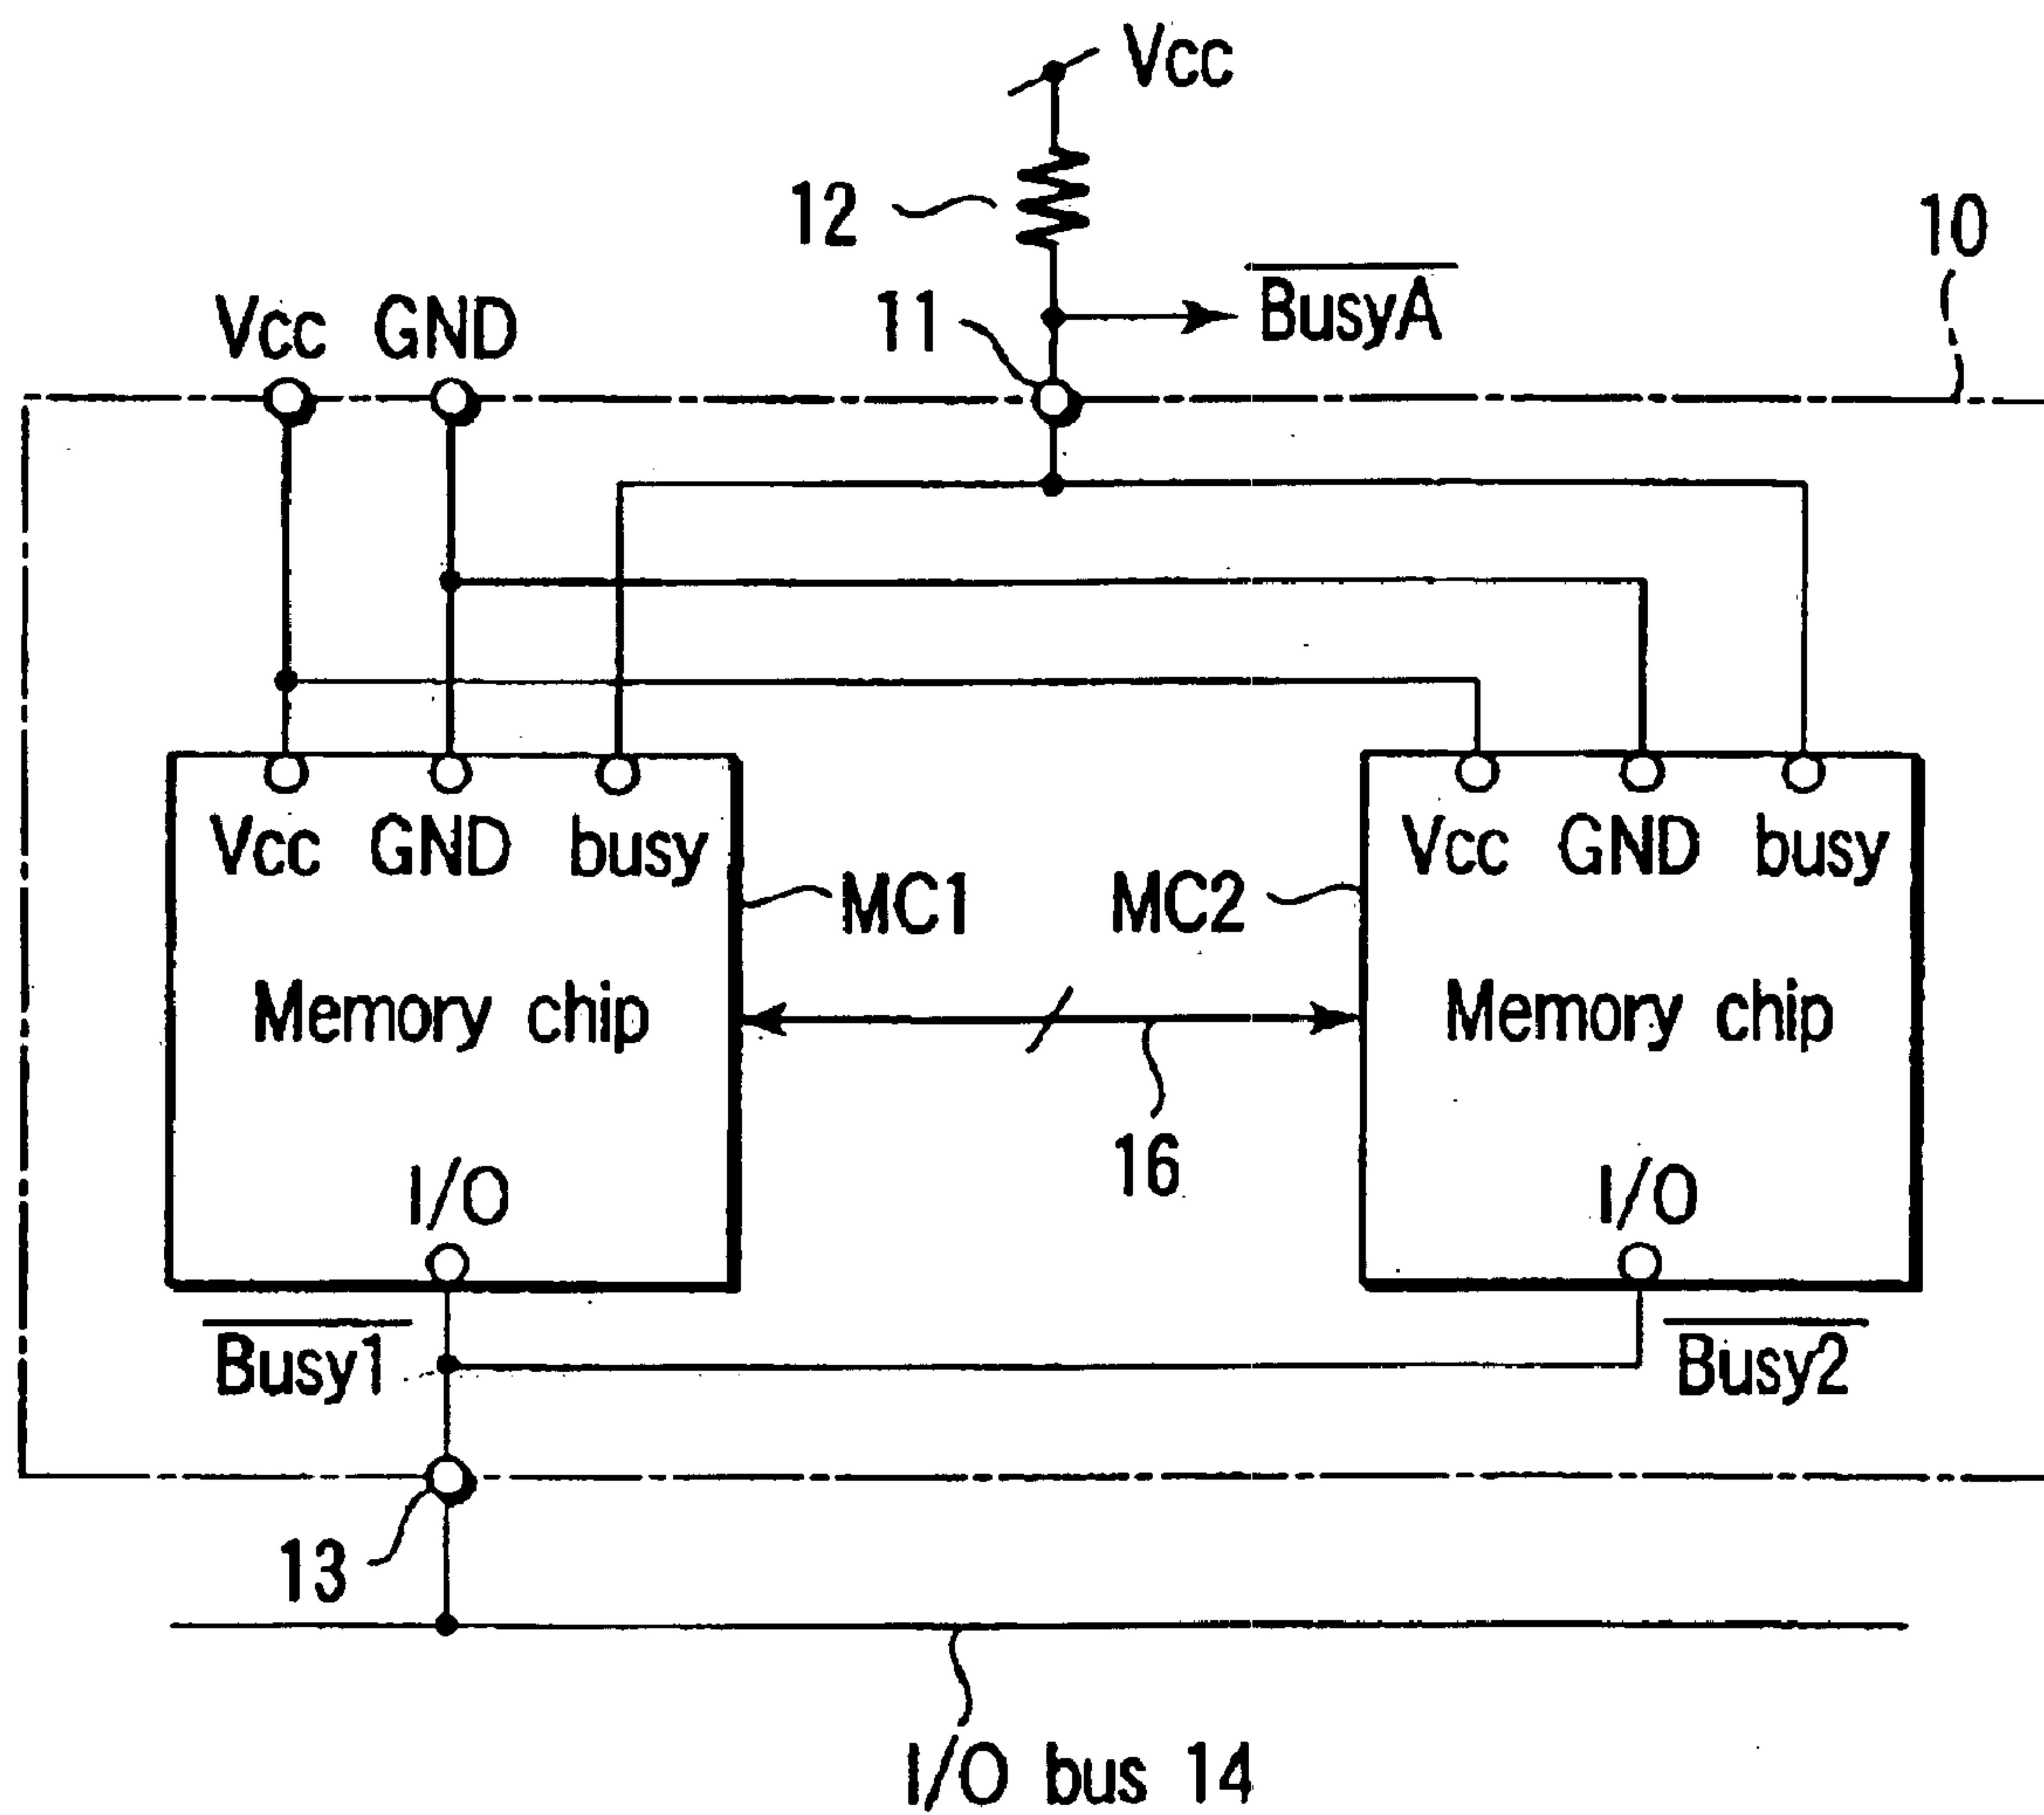 Vcc
12
10
Vcc GND
11
BusyA
Vcc GND busy
Vcc GND busy
MC1
MC2
Memory chip
Memory chip
16
I/O
I/O
Busy1
Busy2
13
I/O bus 14